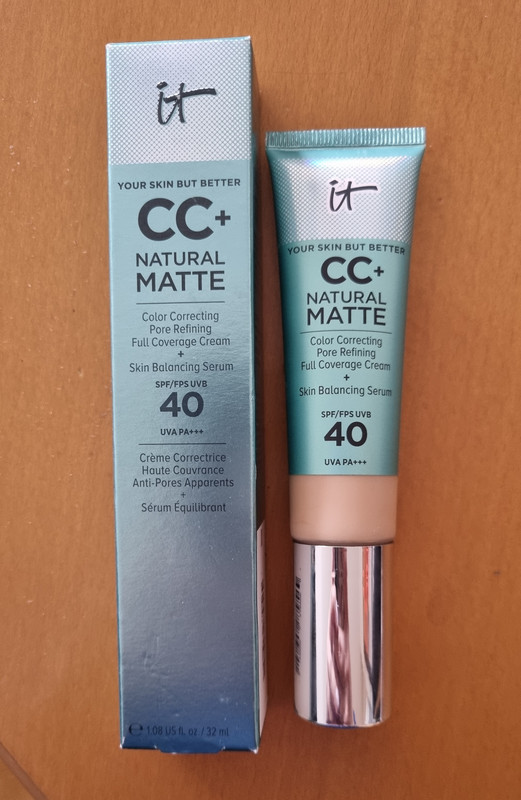 it
YOUR SKIN BUT BETTER
CC+
NATURAL
MATTE
Color Correcting
Pore Refining
Full Coverage Cream
+
Skin Balancing Serum
SPF/FPS UVB
40
UVA PA+++
Crème Correctrice
Haute Couvrance
Anti-Pores Apparents
+
Sérum Équilibrant
℮ 1.08 US fl. oz / 32 ml
it
YOUR SKIN BUT BETTER
CC+
NATURAL
MATTE
Color Correcting
Pore Refining
Full Coverage Cream
+
Skin Balancing Serum
SPF/FPS UVB
40
UVA PA+++